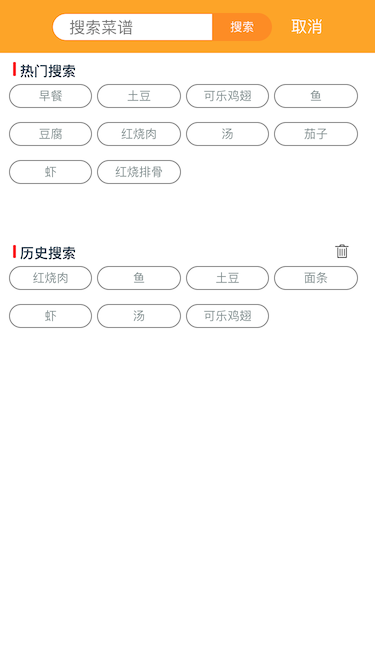 搜索菜谱 搜索 取消
热门搜索
早餐 土豆 可乐鸡翅 鱼
豆腐 红烧肉 汤 茄子
虾 红烧排骨
历史搜索
红烧肉 鱼 土豆 面条
虾 汤 可乐鸡翅